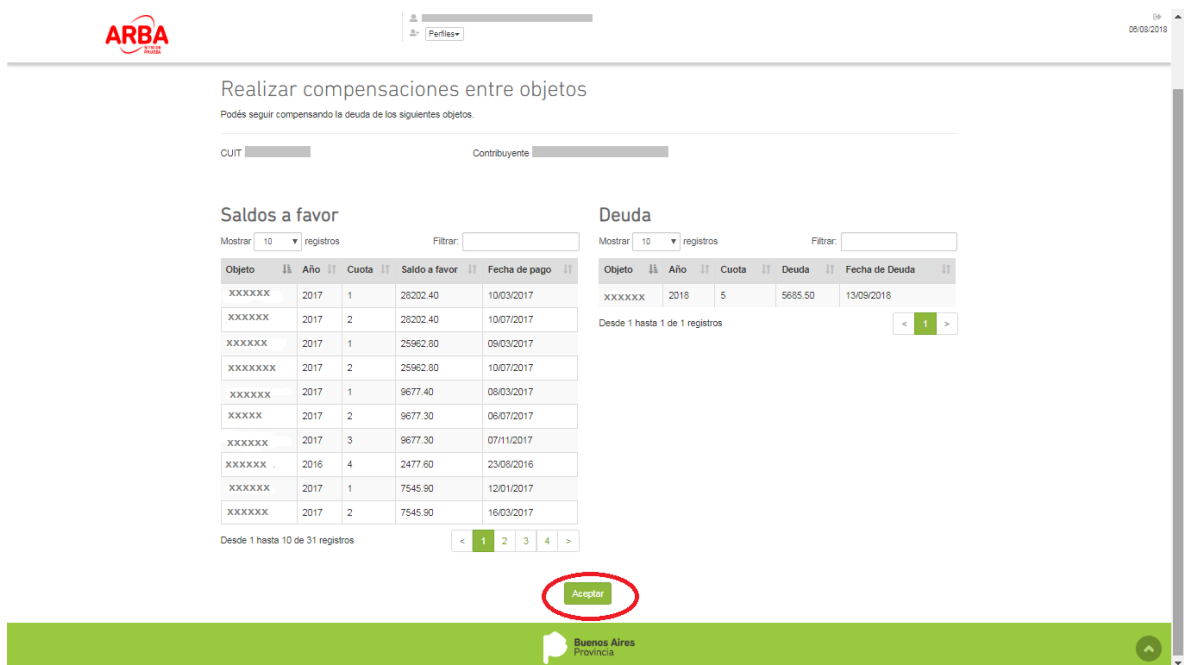 ARBA
06/08/2018
Perfiles
Realizar compensaciones entre objetos
Podés seguir compensando la deuda de los siguientes objetos.
CUIT
Contribuyente
Saldos a favor
Mostrar 10 registros Filtrar:
Objeto Año Cuota Saldo a favor Fecha de pago
XXXXXX 2017 1 28202.40 10/03/2017
XXXXXX 2017 2 28202.40 10/07/2017
XXXXXX 2017 1 25962.80 09/03/2017
XXXXXXX 2017 2 25962.80 10/07/2017
XXXXXX 2017 1 9677.40 08/03/2017
XXXXX 2017 2 9677.30 06/07/2017
XXXXXX 2017 3 9677.30 07/11/2017
XXXXXX . 2016 4 2477.60 23/08/2016
XXXXXX 2017 1 7545.90 12/01/2017
XXXXXX 2017 2 7545.90 16/03/2017
Desde 1 hasta 10 de 31 registros
< 1 2 3 4 >
Deuda
Mostrar 10 registros Filtrar:
Objeto Año Cuota Deuda Fecha de Deuda
XXXXXX 2018 5 5685.50 13/09/2018
Desde 1 hasta 1 de 1 registros
< 1 >
Aceptar
Buenos Aires
Provincia